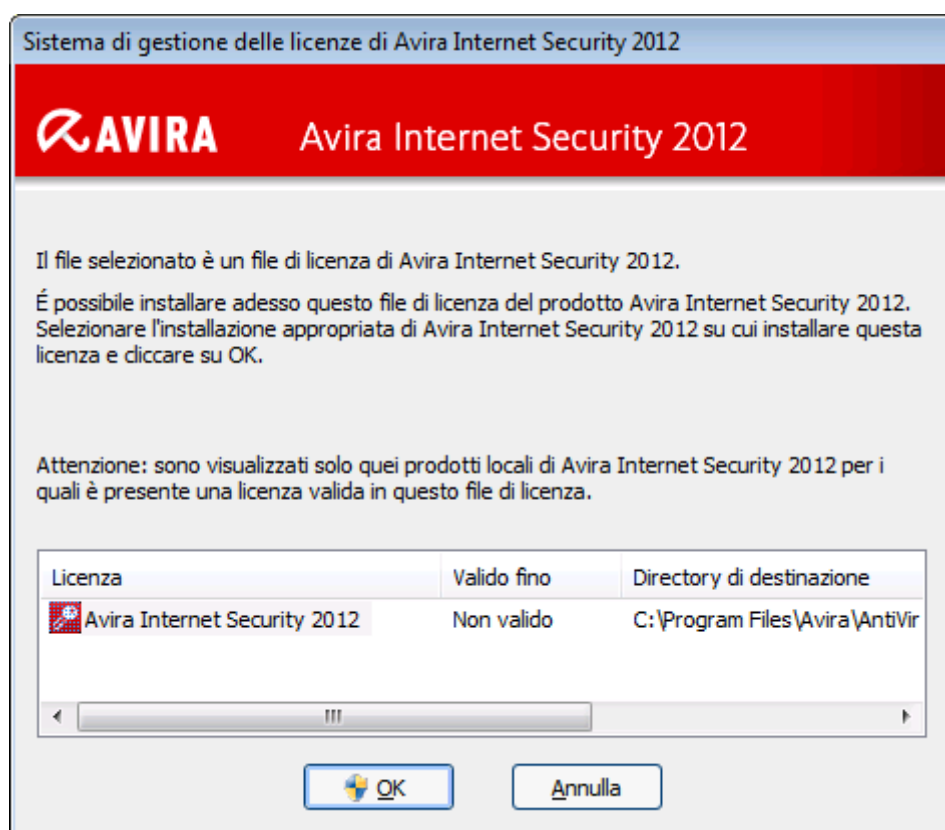 Sistema di gestione delle licenze di Avira Internet Security 2012
AVIRA Avira Internet Security 2012
Il file selezionato è un file di licenza di Avira Internet Security 2012.
É possibile installare adesso questo file di licenza del prodotto Avira Internet Security 2012.
Selezionare l'installazione appropriata di Avira Internet Security 2012 su cui installare questa
licenza e cliccare su OK.
Attenzione: sono visualizzati solo quei prodotti locali di Avira Internet Security 2012 per i
quali è presente una licenza valida in questo file di licenza.
Licenza Valido fino Directory di destinazione
Avira Internet Security 2012 Non valido C:\Program Files\Avira\AntiVir
OK Annulla